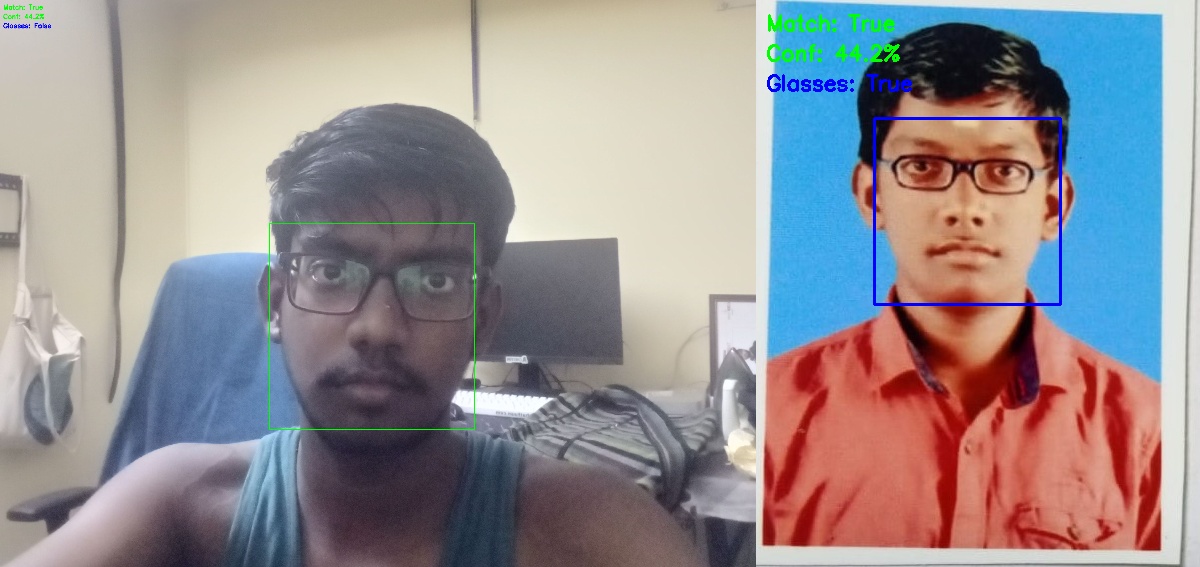 Match: True
Conf: 44.2%
Glasses: False
Match: True
Conf: 44.2%
Glasses: True